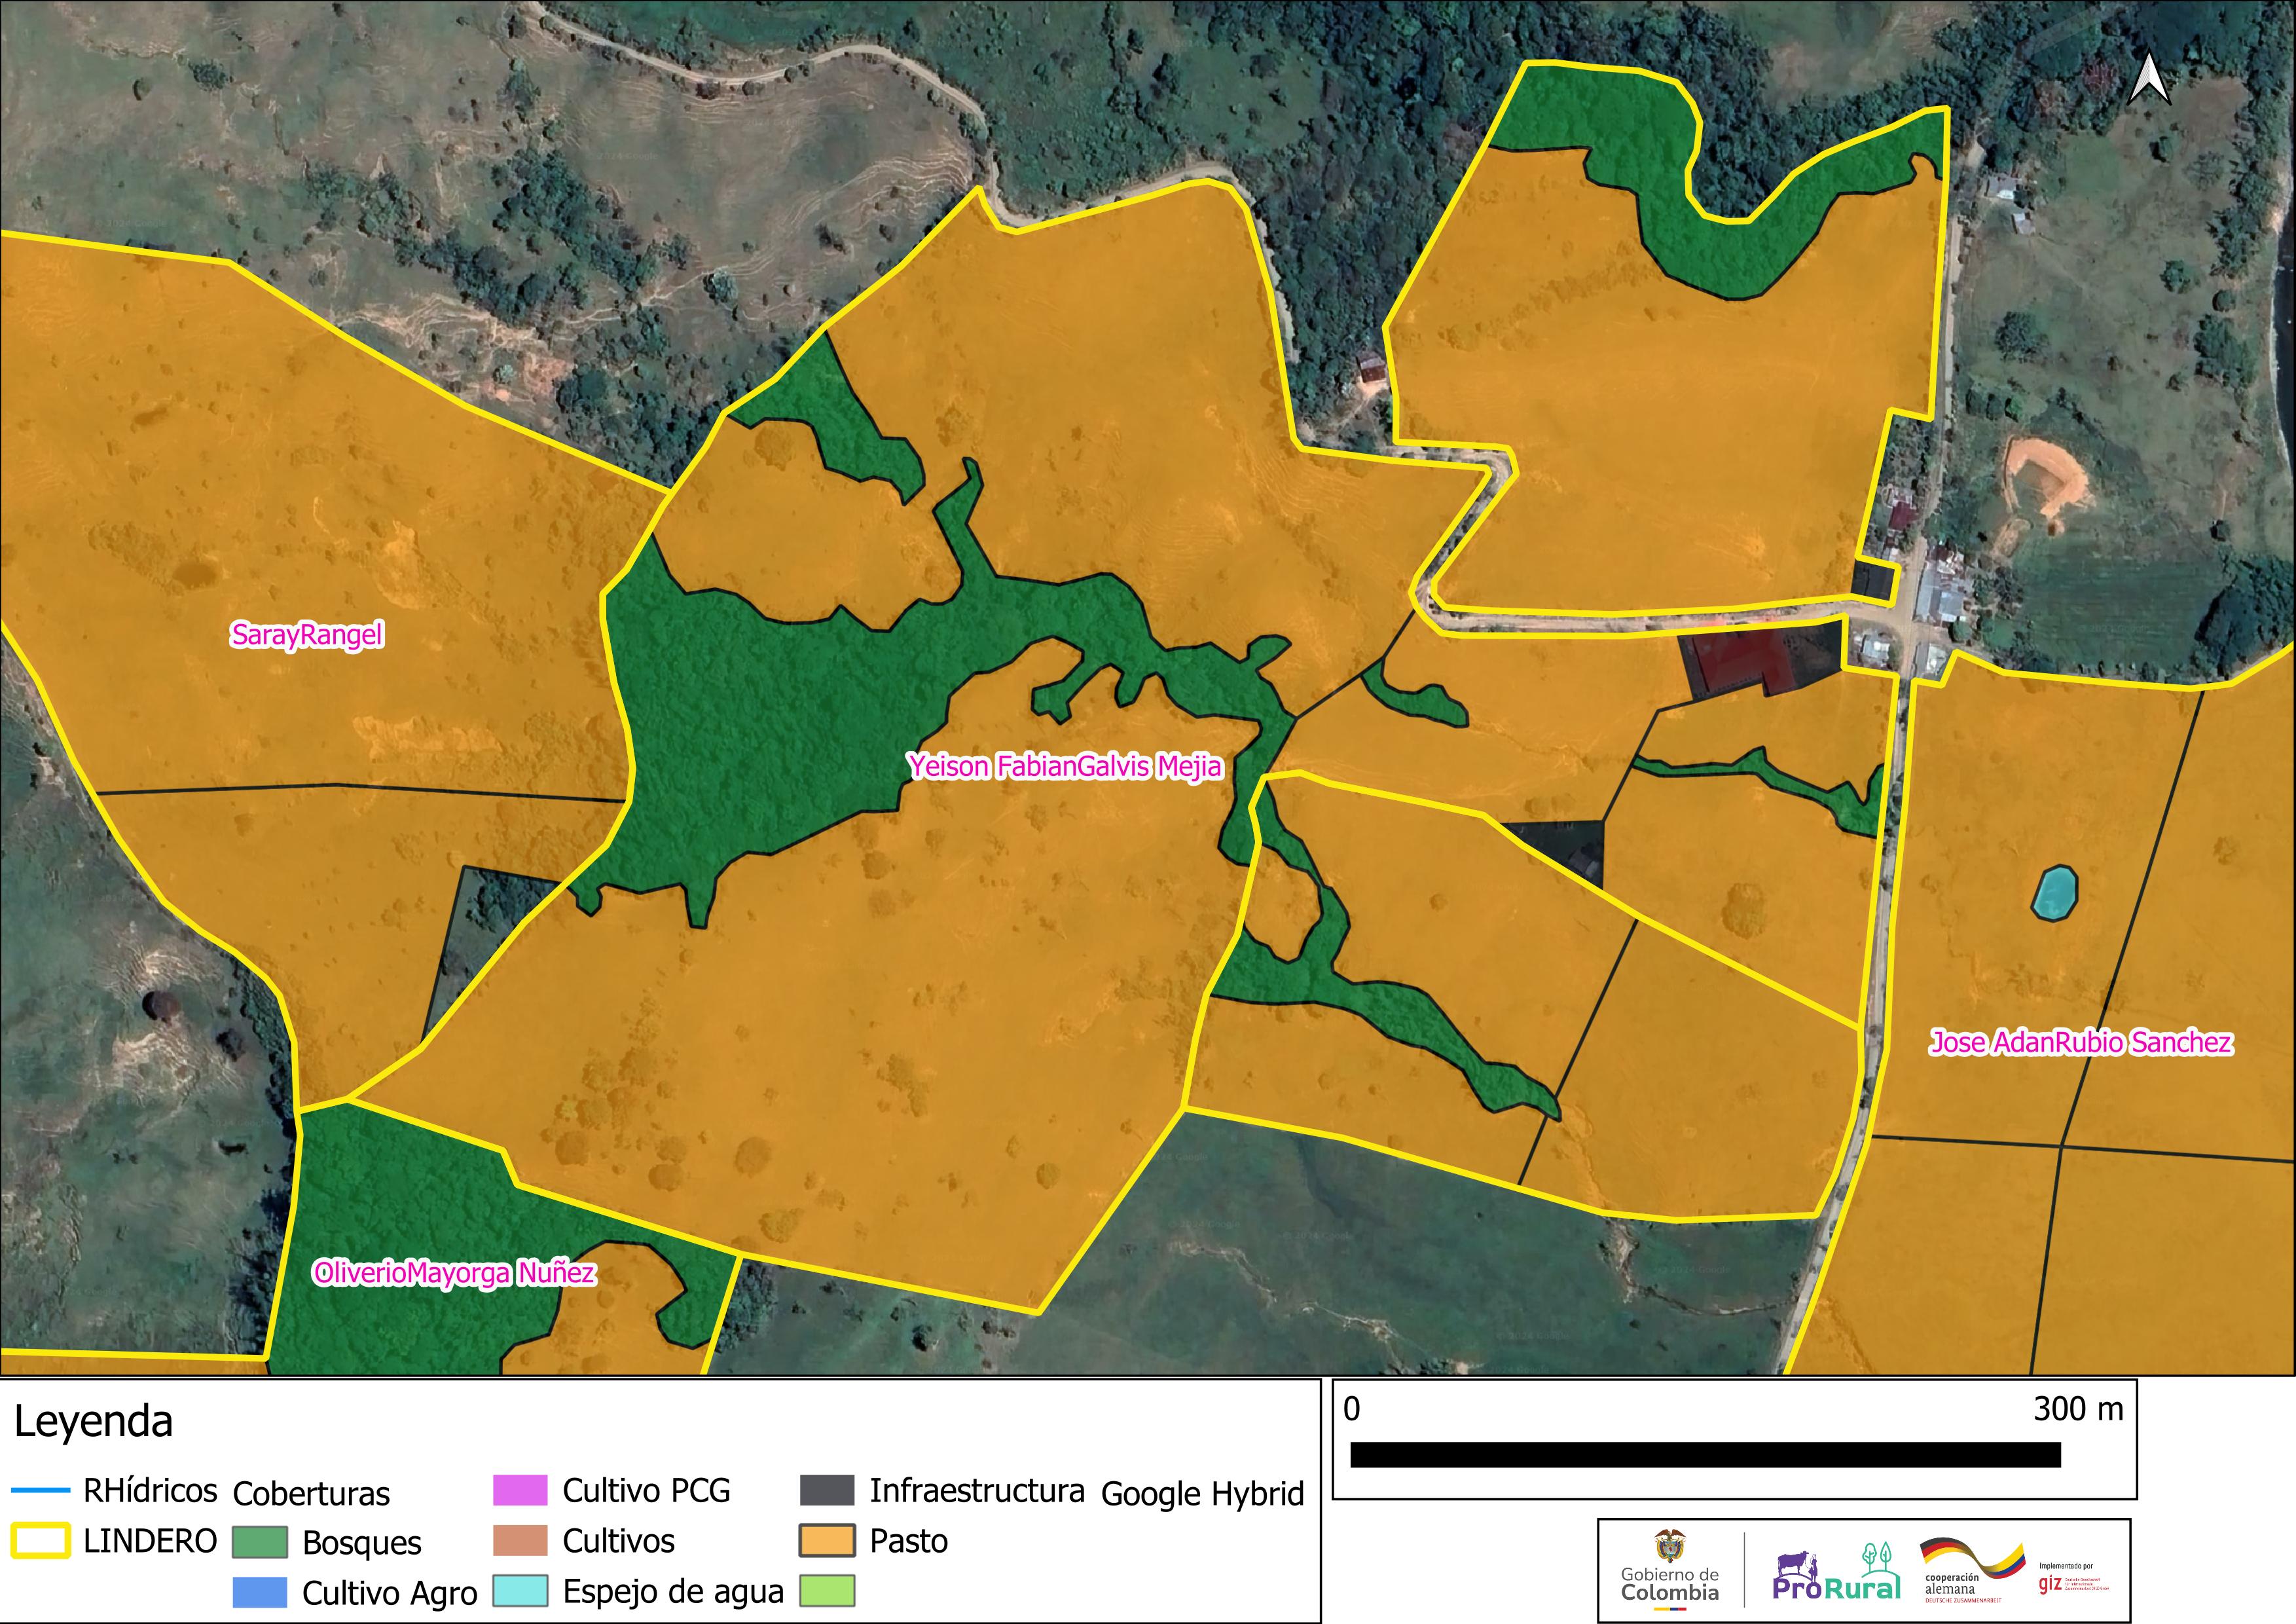 SarayRangel
Yeison FabianGalvis Mejia
Jose AdanRubio Sanchez
OliverioMayorga Nuñez
Leyenda
RHídricos
LINDERO
Coberturas
Bosques
Cultivo Agro
Cultivo PCG
Cultivos
Espejo de agua
Infraestructura
Pasto
Google Hybrid
0 300 m
Gobierno de
Colombia
ProRural
cooperación
alemana
DEUTSCHE ZUSAMMENARBEIT
Implementado por
giz